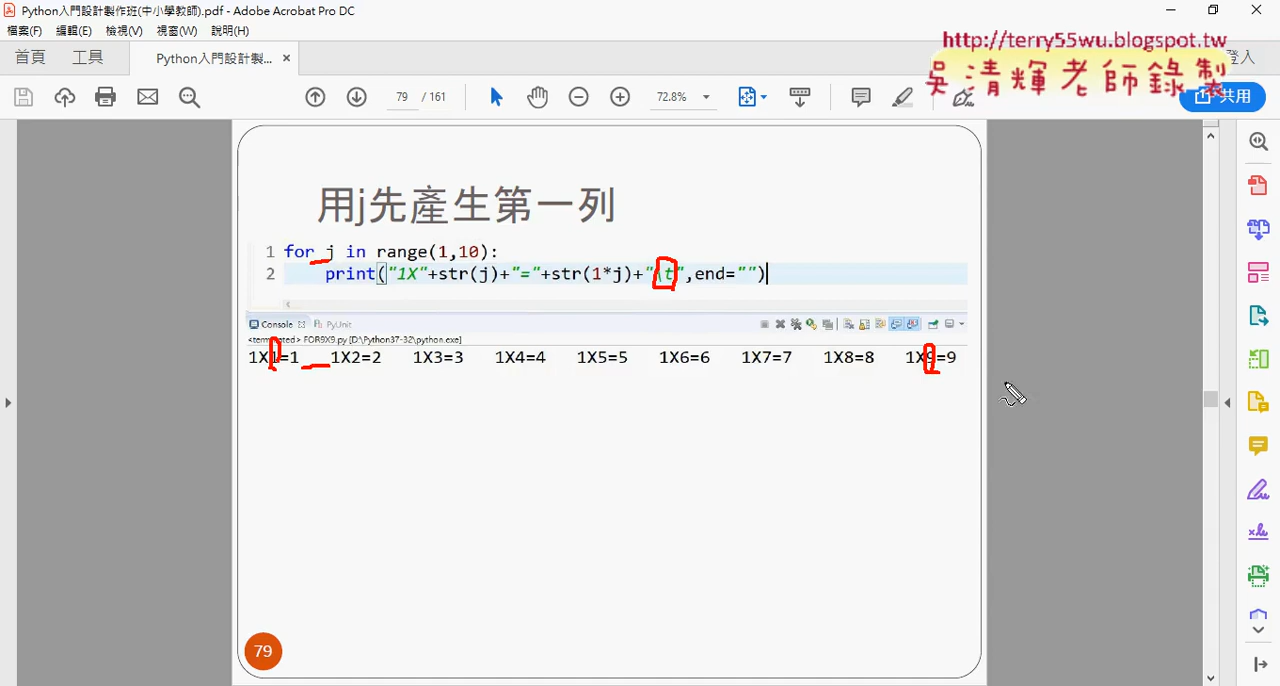 Python入門設計製作班(中小學教師).pdf - Adobe Acrobat Pro DC
檔案(F) 編輯(E) 檢視(V) 視窗(W) 說明(H)
http://terry55wu.blogspot.tw
吳清輝老師錄製
首頁 工具 Python入門設計製... × 登入
79 / 161 72.8% 共用
用j先產生第一列
1 for j in range(1,10):
2 print("1X"+str(j)+"="+str(1*j)+"\t",end="")
Console PyUnit
<terminated> FOR9X9.py [D:\Python37-32\python.exe]
1X1=1 1X2=2 1X3=3 1X4=4 1X5=5 1X6=6 1X7=7 1X8=8 1X9=9
79